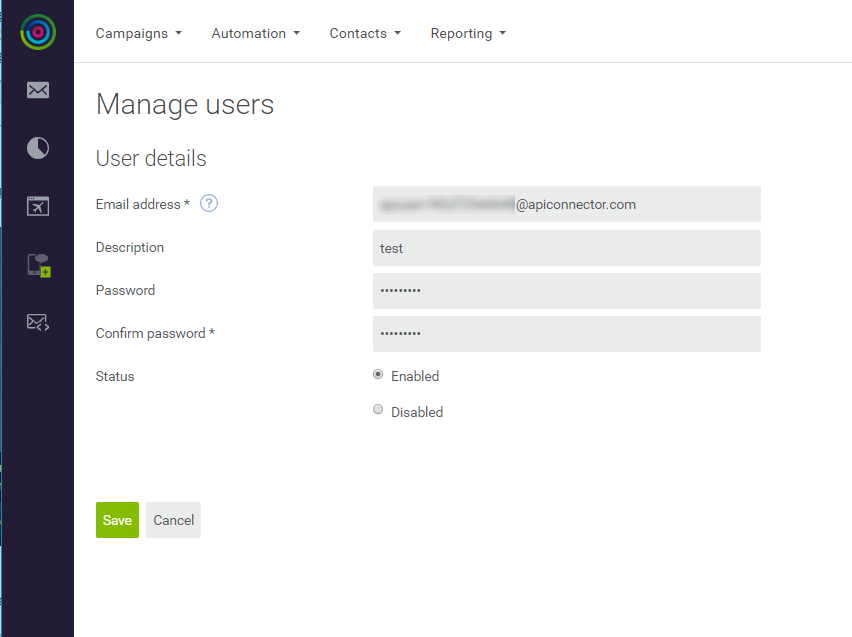 Campaigns Automation Contacts Reporting
Manage users
User details
Email address * ? @apiconnector.com
Description test
Password •••••••••
Confirm password * •••••••••
Status Enabled
Disabled
Save Cancel